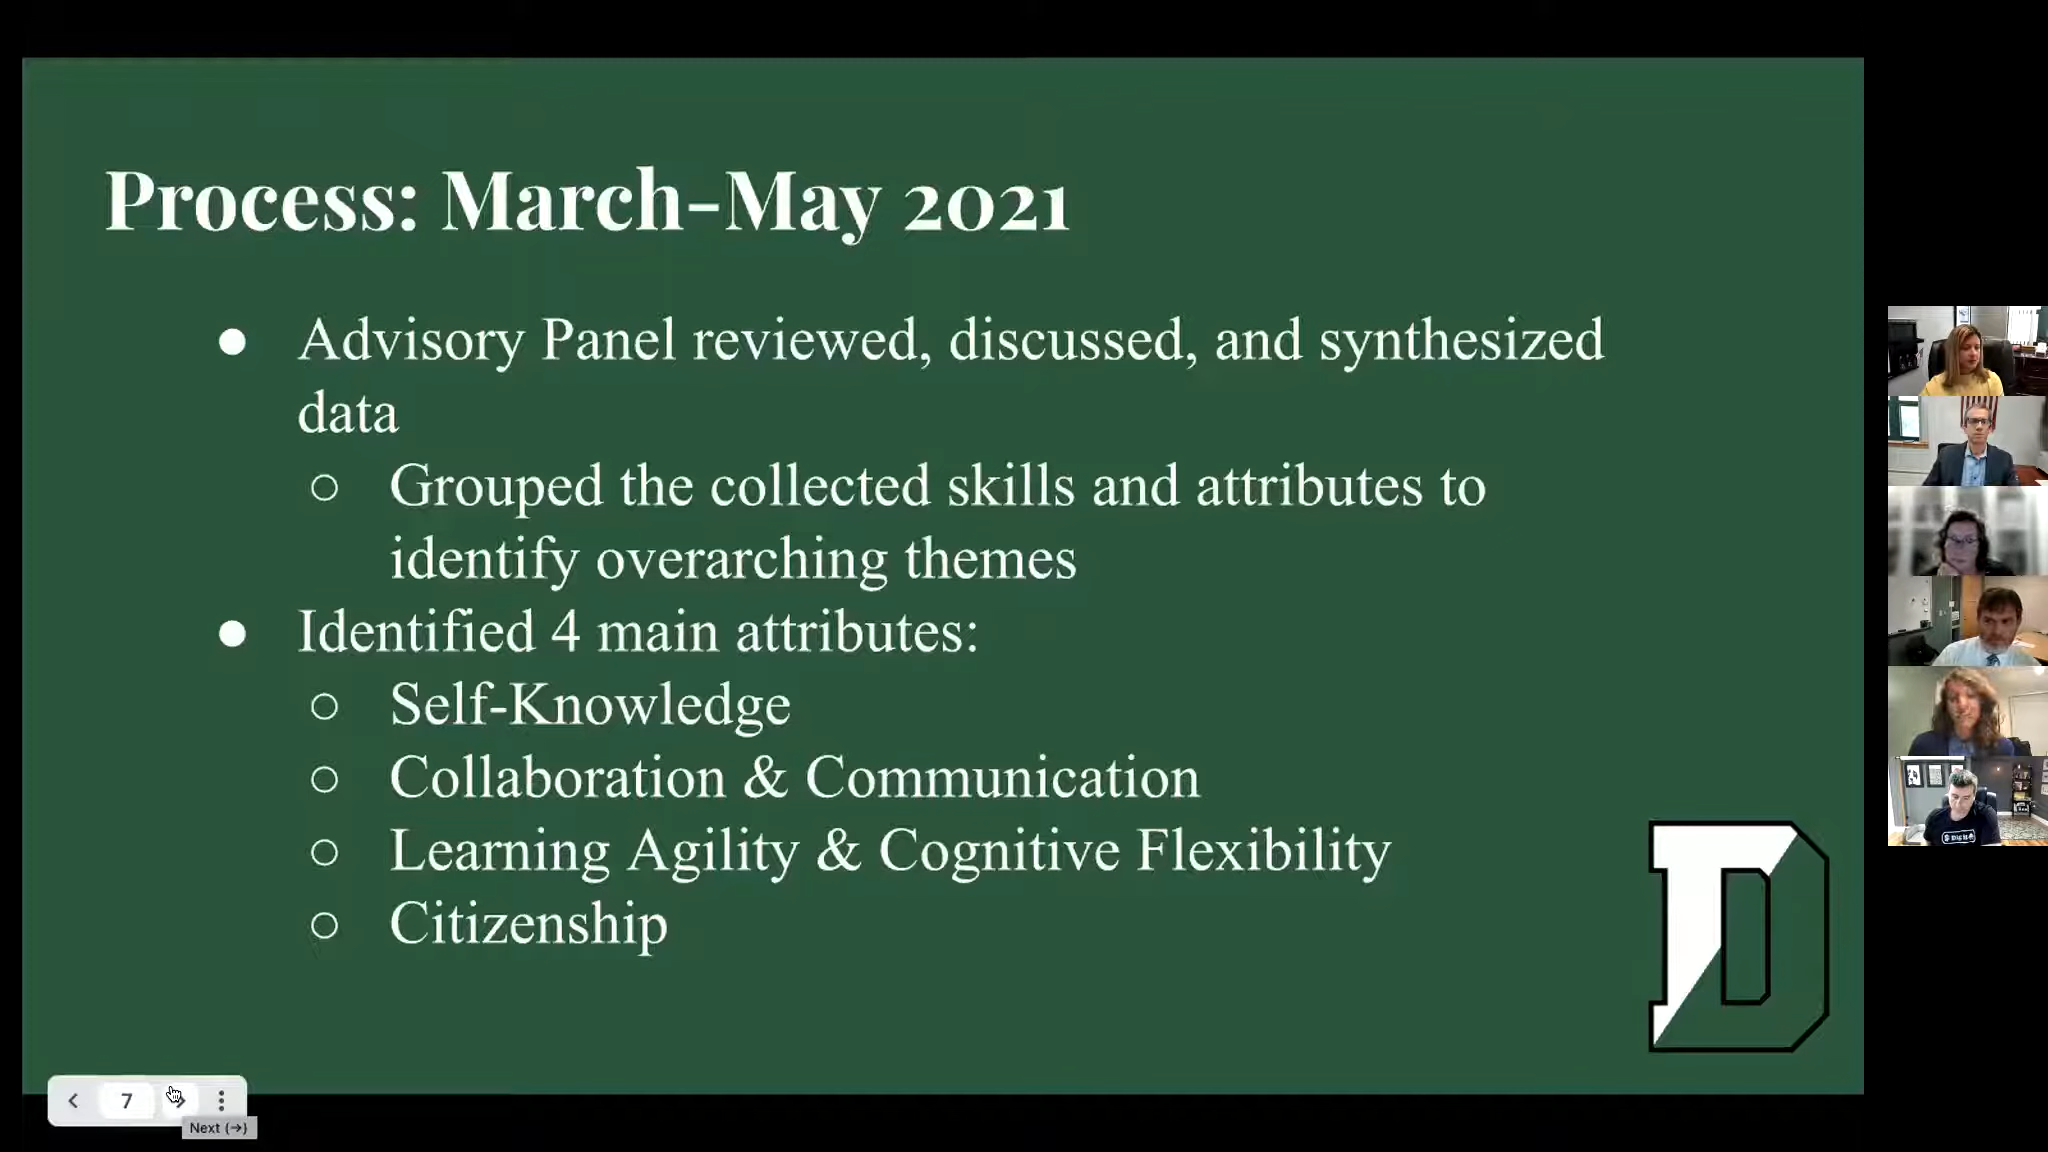 Process: March-May 2021
● Advisory Panel reviewed, discussed, and synthesized
data
○ Grouped the collected skills and attributes to
identify overarching themes
● Identified 4 main attributes:
○ Self-Knowledge
○ Collaboration & Communication
○ Learning Agility & Cognitive Flexibility
○ Citizenship
D
7
Next (→)